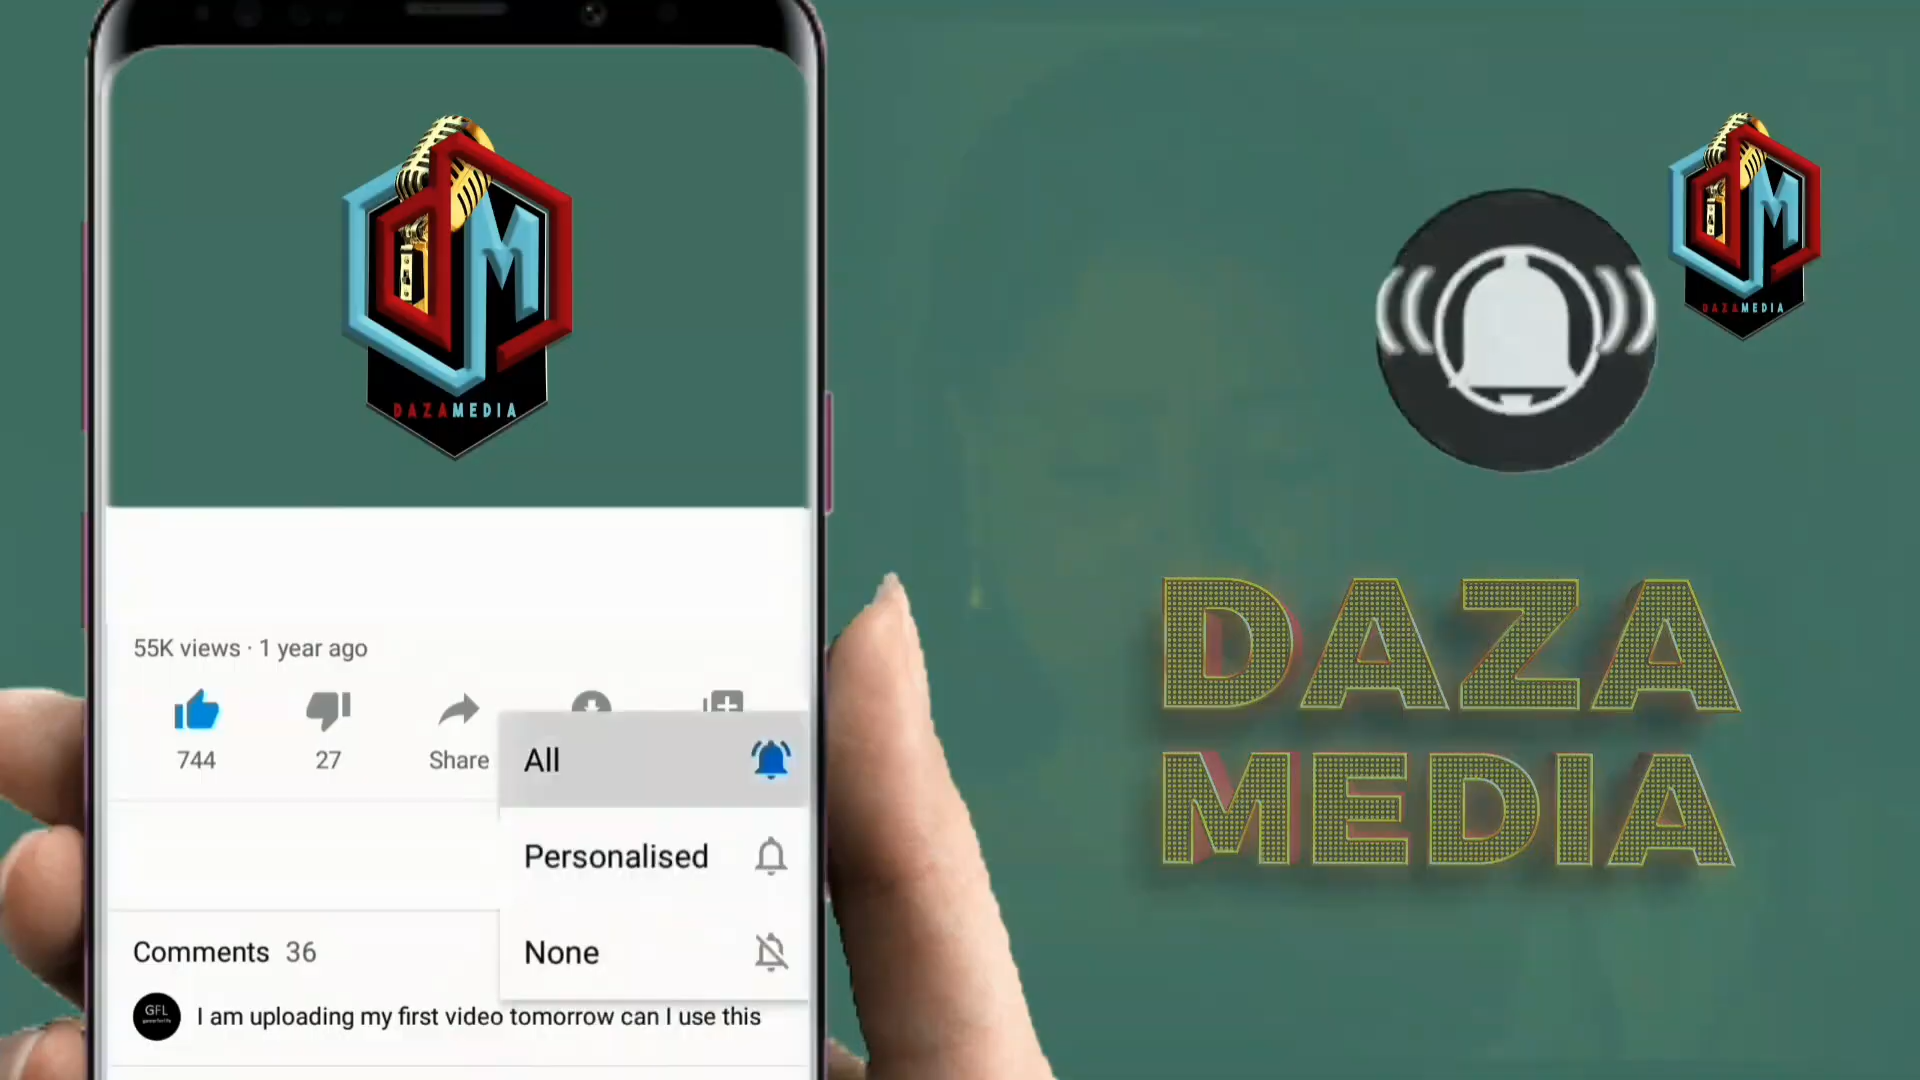 DAZAMEDIA
DAZAMEDIA
DAZA
MEDIA
55K views · 1 year ago
744
27
Share
All
Personalised
None
Comments 36
GFL
I am uploading my first video tomorrow can I use this